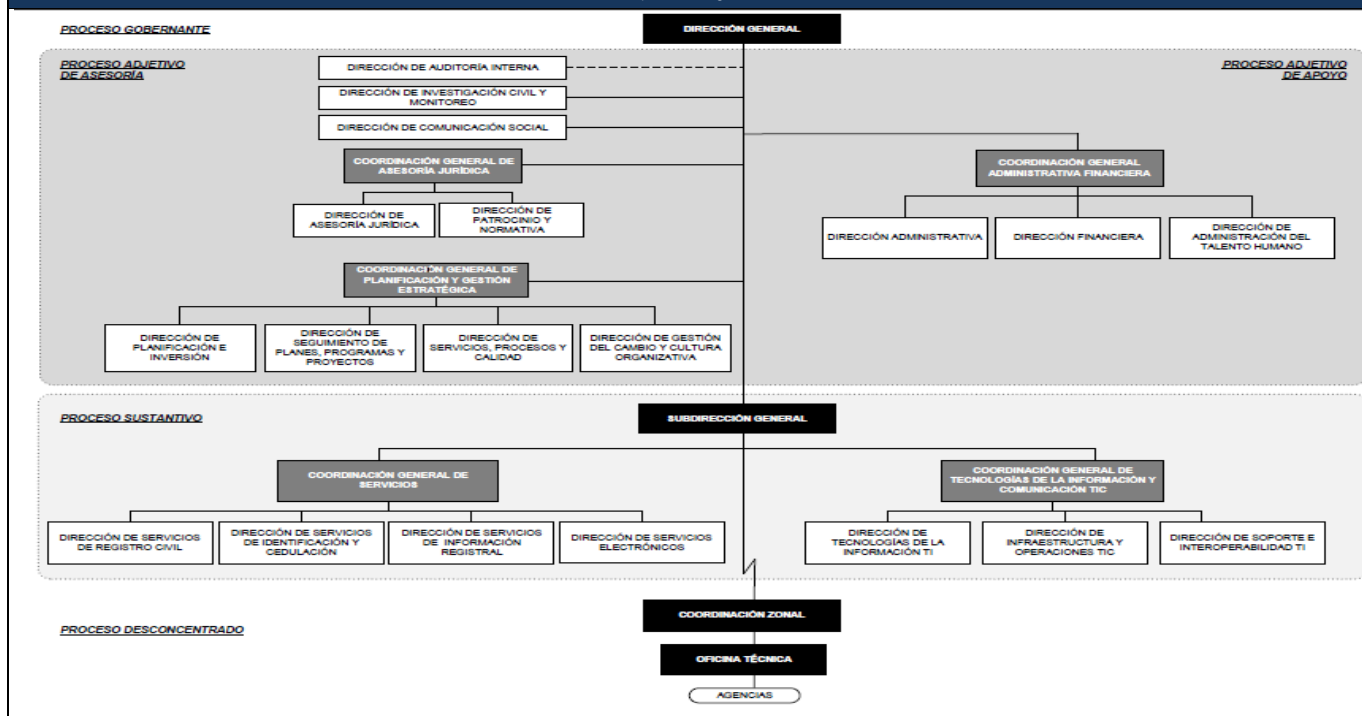 PROCESO GOBERNANTE
DIRECCIÓN GENERAL
PROCESO ADJETIVO
DE ASESORÍA
PROCESO ADJETIVO
DE APOYO
DIRECCIÓN DE AUDITORÍA INTERNA
DIRECCIÓN DE INVESTIGACIÓN CIVIL Y
MONITOREO
DIRECCIÓN DE COMUNICACIÓN SOCIAL
COORDINACIÓN GENERAL DE
ASESORÍA JURÍDICA
COORDINACIÓN GENERAL
ADMINISTRATIVA FINANCIERA
DIRECCIÓN DE
ASESORÍA JURÍDICA
DIRECCIÓN DE
PATROCINIO Y
NORMATIVA
DIRECCIÓN ADMINISTRATIVA
DIRECCIÓN FINANCIERA
DIRECCIÓN DE
ADMINISTRACIÓN DEL
TALENTO HUMANO
COORDINACIÓN GENERAL DE
PLANIFICACIÓN Y GESTIÓN
ESTRATÉGICA
DIRECCIÓN DE
PLANIFICACIÓN E
INVERSIÓN
DIRECCIÓN DE
SEGUIMIENTO DE
PLANES, PROGRAMAS Y
PROYECTOS
DIRECCIÓN DE
SERVICIOS, PROCESOS Y
CALIDAD
DIRECCIÓN DE GESTIÓN
DEL CAMBIO Y CULTURA
ORGANIZATIVA
PROCESO SUSTANTIVO
SUBDIRECCIÓN GENERAL
COORDINACIÓN GENERAL DE
SERVICIOS
COORDINACIÓN GENERAL DE
TECNOLOGÍAS DE LA INFORMACIÓN Y
COMUNICACIÓN TIC
DIRECCIÓN DE SERVICIOS
DE REGISTRO CIVIL
DIRECCIÓN DE SERVICIOS
DE IDENTIFICACIÓN Y
CEDULACIÓN
DIRECCIÓN DE SERVICIOS
DE INFORMACIÓN
REGISTRAL
DIRECCIÓN DE SERVICIOS
ELECTRÓNICOS
DIRECCIÓN DE
TECNOLOGÍAS DE LA
INFORMACIÓN TI
DIRECCIÓN DE
INFRAESTRUCTURA Y
OPERACIONES TIC
DIRECCIÓN DE SOPORTE E
INTEROPERABILIDAD TI
COORDINACIÓN ZONAL
PROCESO DESCONCENTRADO
OFICINA TÉCNICA
AGENCIAS